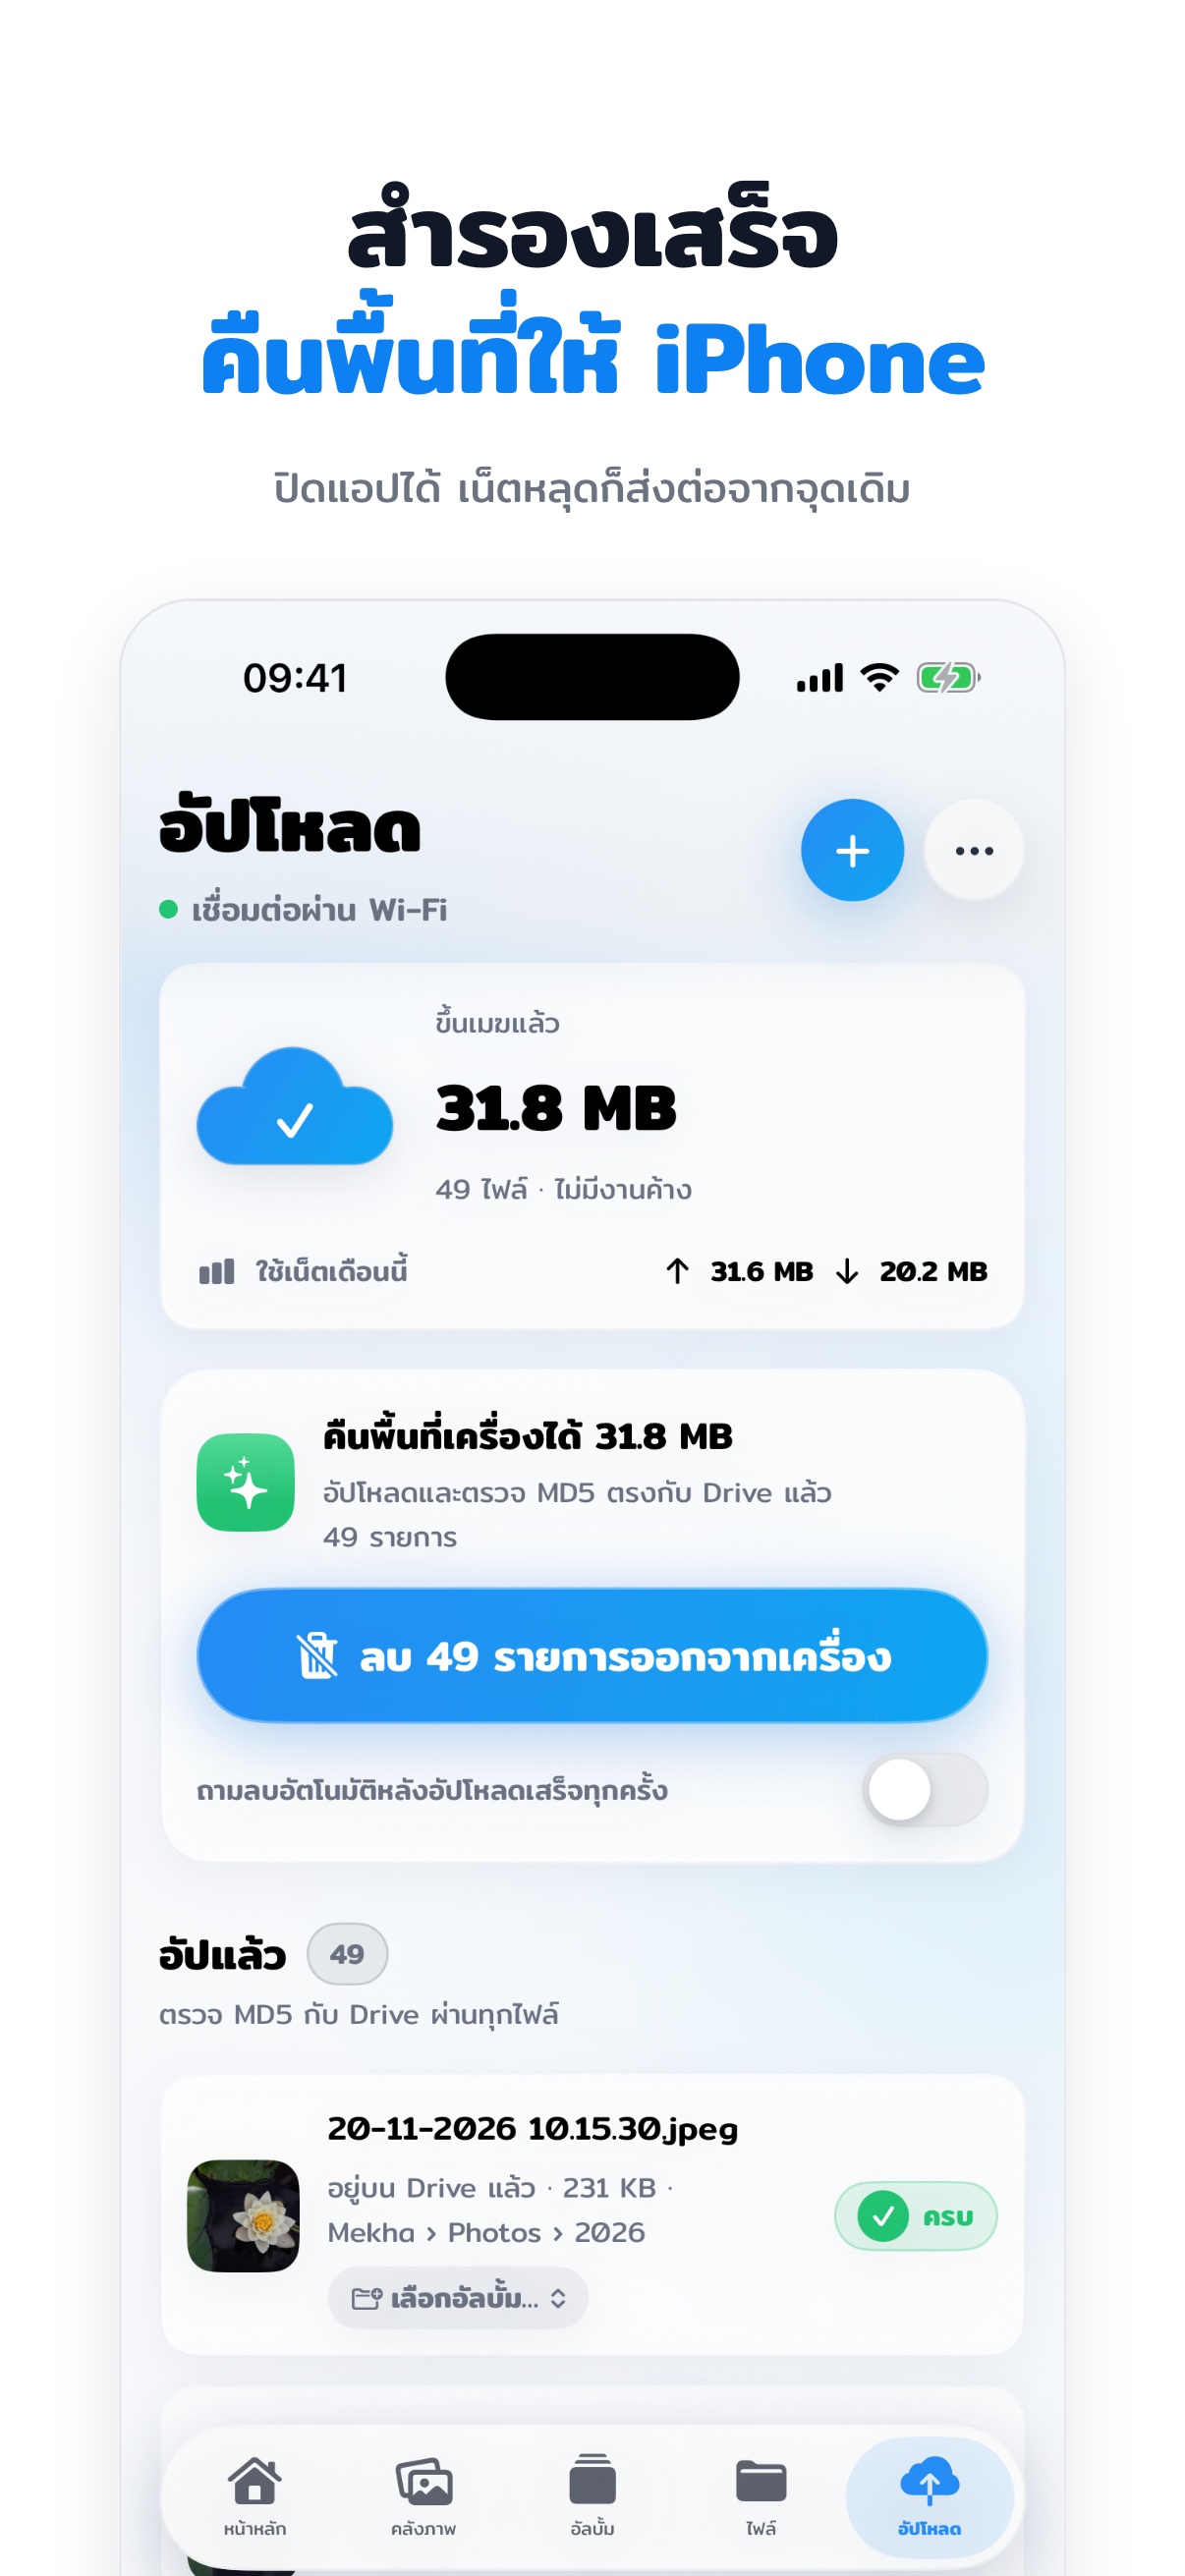 สำรองเสร็จ
คืนพื้นที่ให้ iPhone
ปิดแอปได้ เน็ตหลุดก็ส่งต่อจากจุดเดิม
09:41
อัปโหลด
เชื่อมต่อผ่าน Wi-Fi
ขึ้นเมฆแล้ว
31.8 MB
49 ไฟล์ · ไม่มีงานค้าง
ใช้เน็ตเดือนนี้ ↑ 31.6 MB ↓ 20.2 MB
คืนพื้นที่เครื่องได้ 31.8 MB
อัปโหลดและตรวจ MD5 ตรงกับ Drive แล้ว
49 รายการ
ลบ 49 รายการออกจากเครื่อง
ถามลบอัตโนมัติหลังอัปโหลดเสร็จทุกครั้ง
อัปแล้ว 49
ตรวจ MD5 กับ Drive ผ่านทุกไฟล์
20-11-2026 10.15.30.jpeg
อยู่บน Drive แล้ว · 231 KB ·
Mekha › Photos › 2026
ครบ
เลือกอัลบั้ม...
หน้าหลัก คลังภาพ อัลบั้ม ไฟล์ อัปโหลด